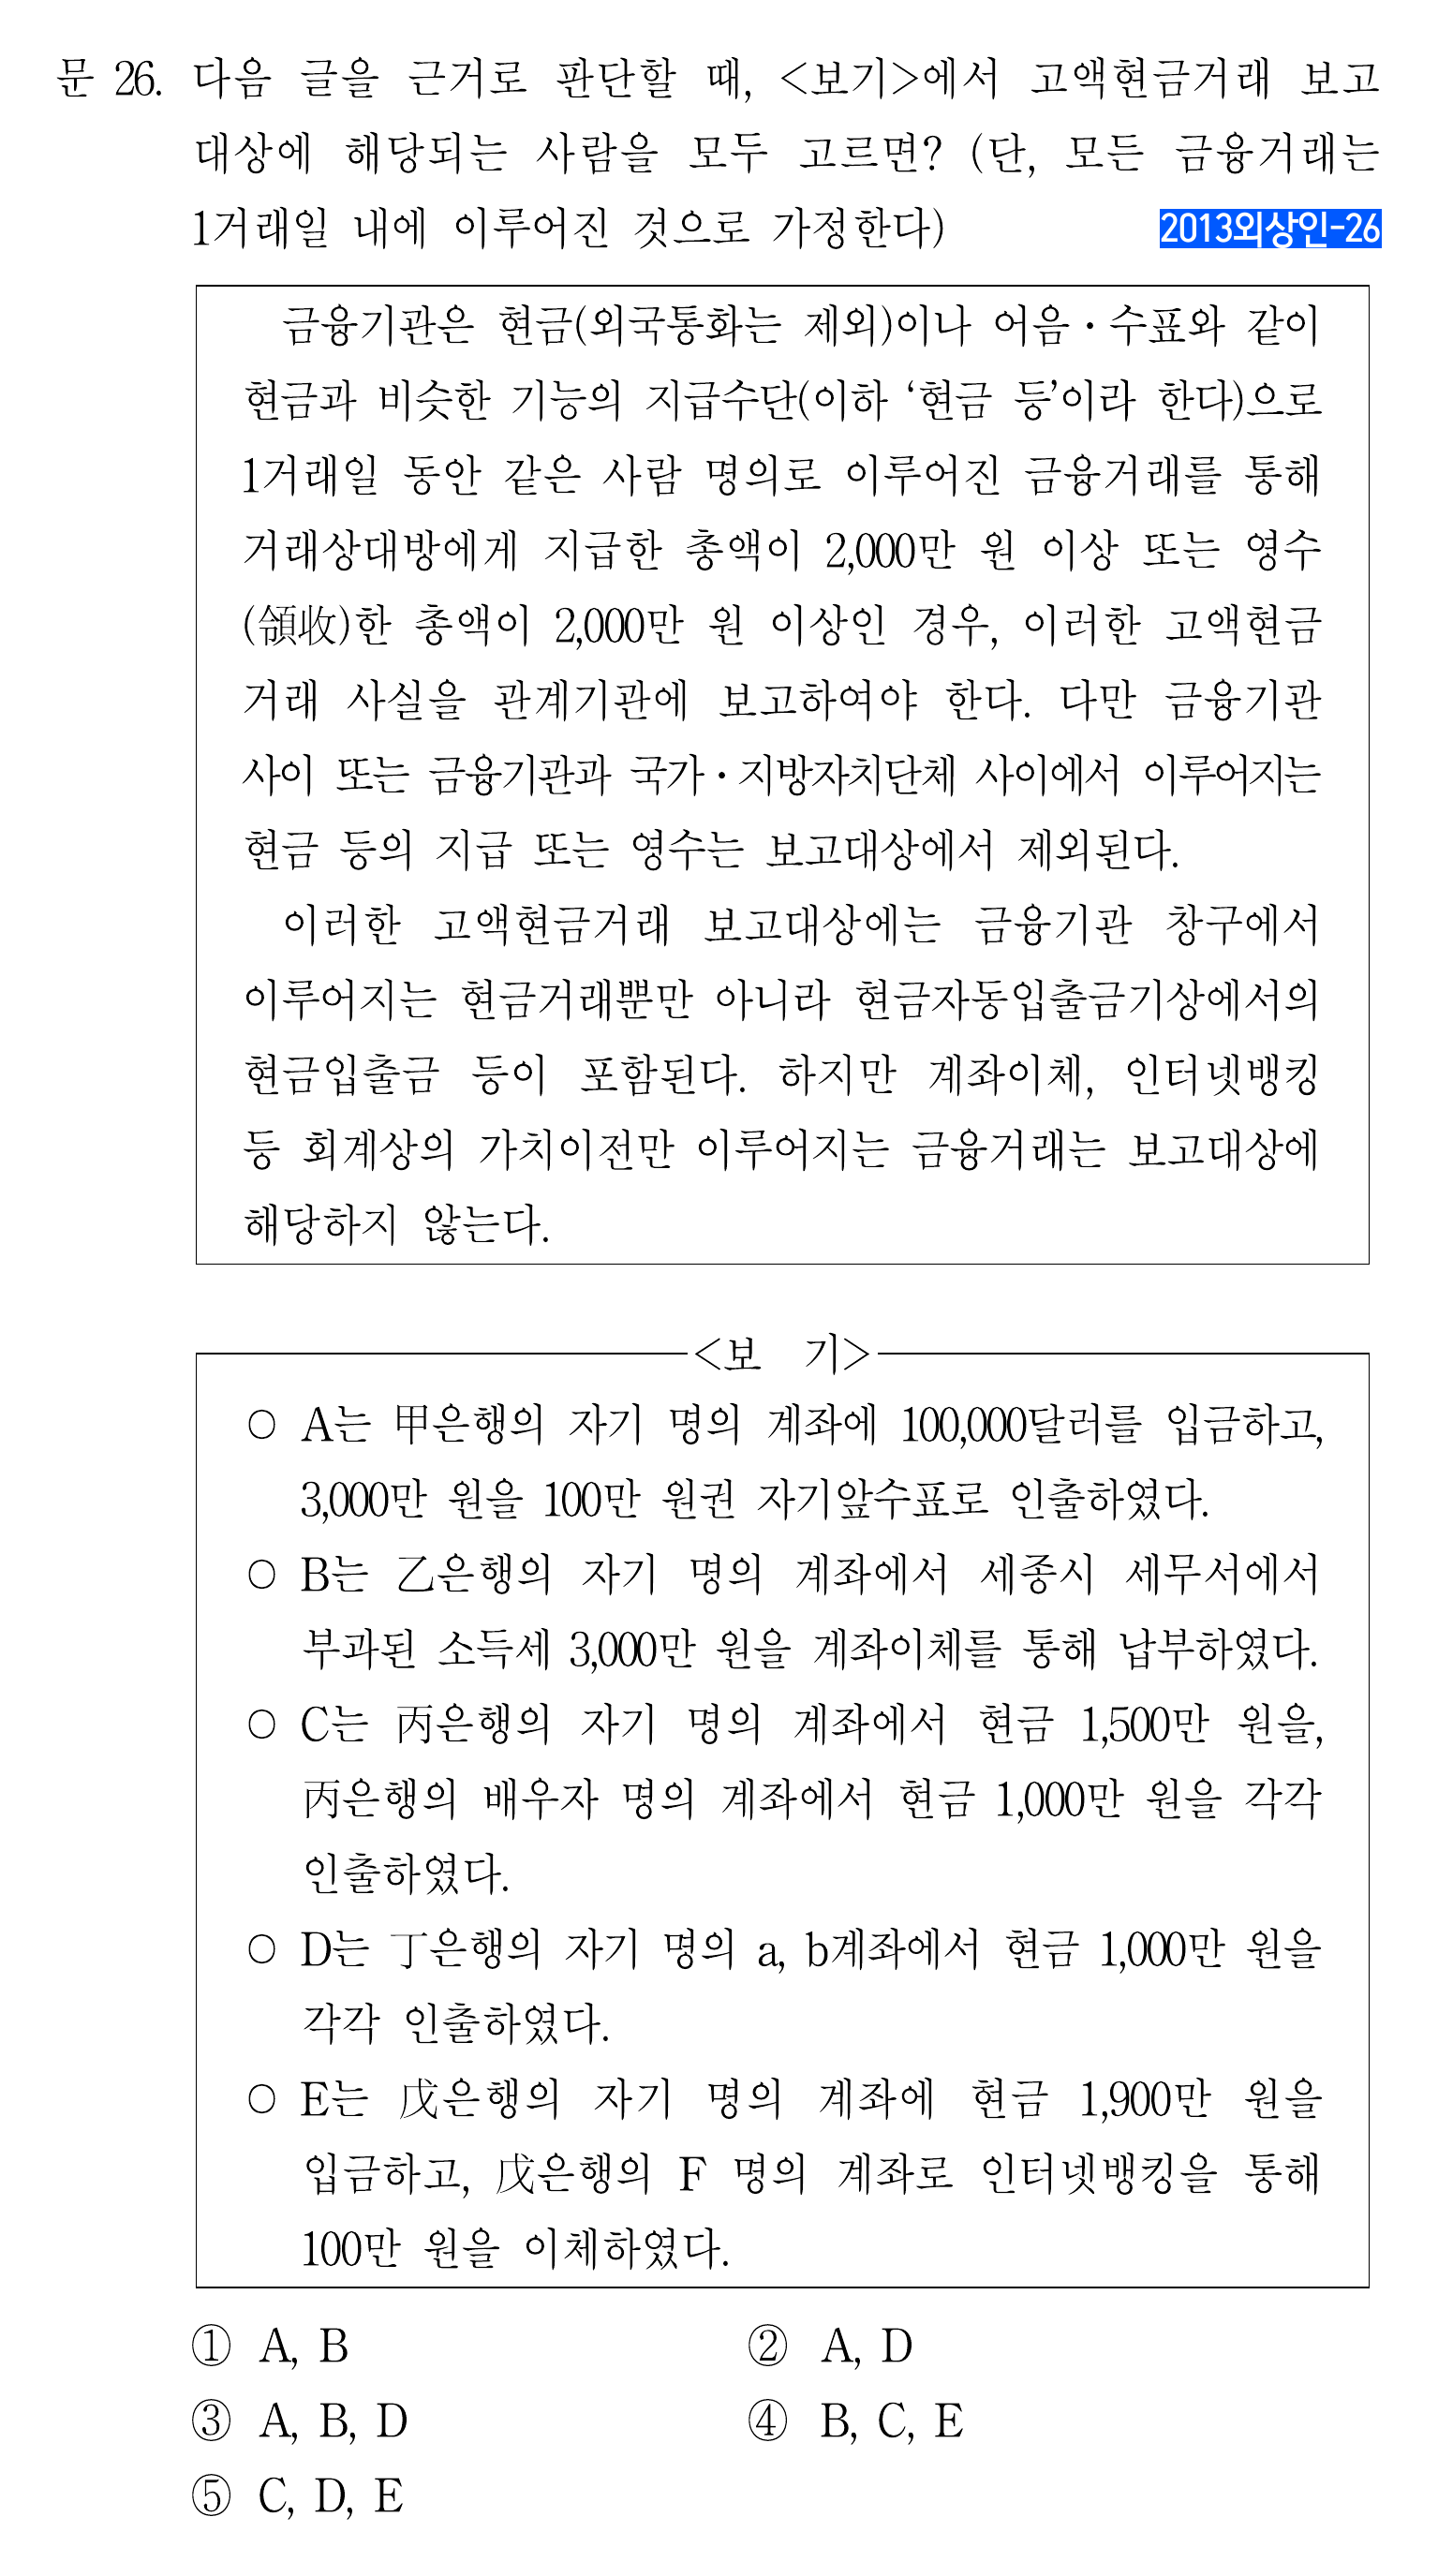 문 26. 다음 글을 근거로 판단할 때, <보기>에서 고액현금거래 보고
대상에 해당되는 사람을 모두 고르면? (단, 모든 금융거래는
1거래일 내에 이루어진 것으로 가정한다) 2013외상인-26
금융기관은 현금(외국통화는 제외)이나 어음·수표와 같이
현금과 비슷한 기능의 지급수단(이하 ‘현금 등’이라 한다)으로
1거래일 동안 같은 사람 명의로 이루어진 금융거래를 통해
거래상대방에게 지급한 총액이 2,000만 원 이상 또는 영수
(領收)한 총액이 2,000만 원 이상인 경우, 이러한 고액현금
거래 사실을 관계기관에 보고하여야 한다. 다만 금융기관
사이 또는 금융기관과 국가·지방자치단체 사이에서 이루어지는
현금 등의 지급 또는 영수는 보고대상에서 제외된다.
이러한 고액현금거래 보고대상에는 금융기관 창구에서
이루어지는 현금거래뿐만 아니라 현금자동입출금기상에서의
현금입출금 등이 포함된다. 하지만 계좌이체, 인터넷뱅킹
등 회계상의 가치이전만 이루어지는 금융거래는 보고대상에
해당하지 않는다.
<보 기>
○ A는 甲은행의 자기 명의 계좌에 100,000달러를 입금하고,
3,000만 원을 100만 원권 자기앞수표로 인출하였다.
○ B는 乙은행의 자기 명의 계좌에서 세종시 세무서에서
부과된 소득세 3,000만 원을 계좌이체를 통해 납부하였다.
○ C는 丙은행의 자기 명의 계좌에서 현금 1,500만 원을,
丙은행의 배우자 명의 계좌에서 현금 1,000만 원을 각각
인출하였다.
○ D는 丁은행의 자기 명의 a, b계좌에서 현금 1,000만 원을
각각 인출하였다.
○ E는 戊은행의 자기 명의 계좌에 현금 1,900만 원을
입금하고, 戊은행의 F 명의 계좌로 인터넷뱅킹을 통해
100만 원을 이체하였다.
① A, B ② A, D
③ A, B, D ④ B, C, E
⑤ C, D, E